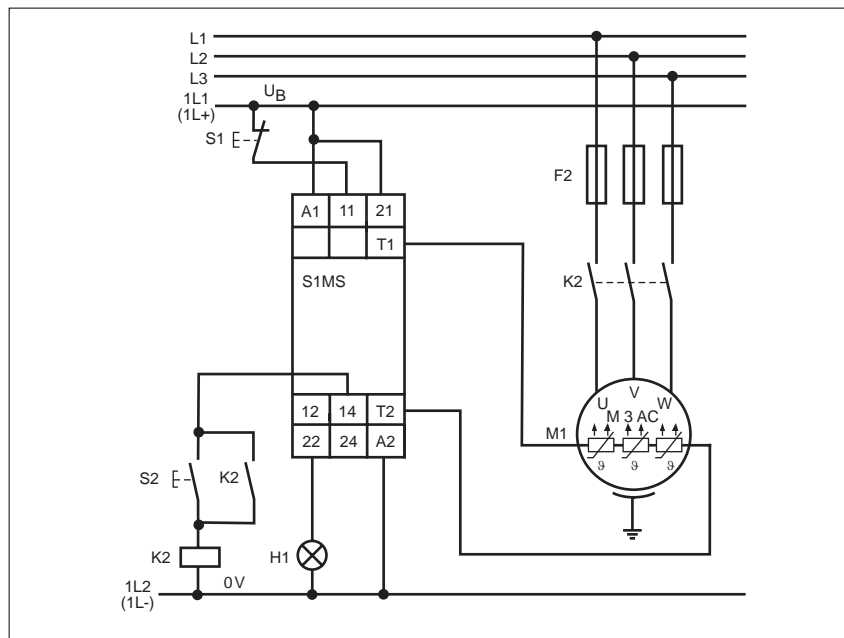 L1
L2
L3
1L1
(1L+)
UB
S1
F2
A1 11 21
T1
S1MS
K2
12 14 T2
22 24 A2
U V W
M 3 AC
M1
ϑ ϑ ϑ
S2
K2
K2
H1
0V
1L2
(1L-)